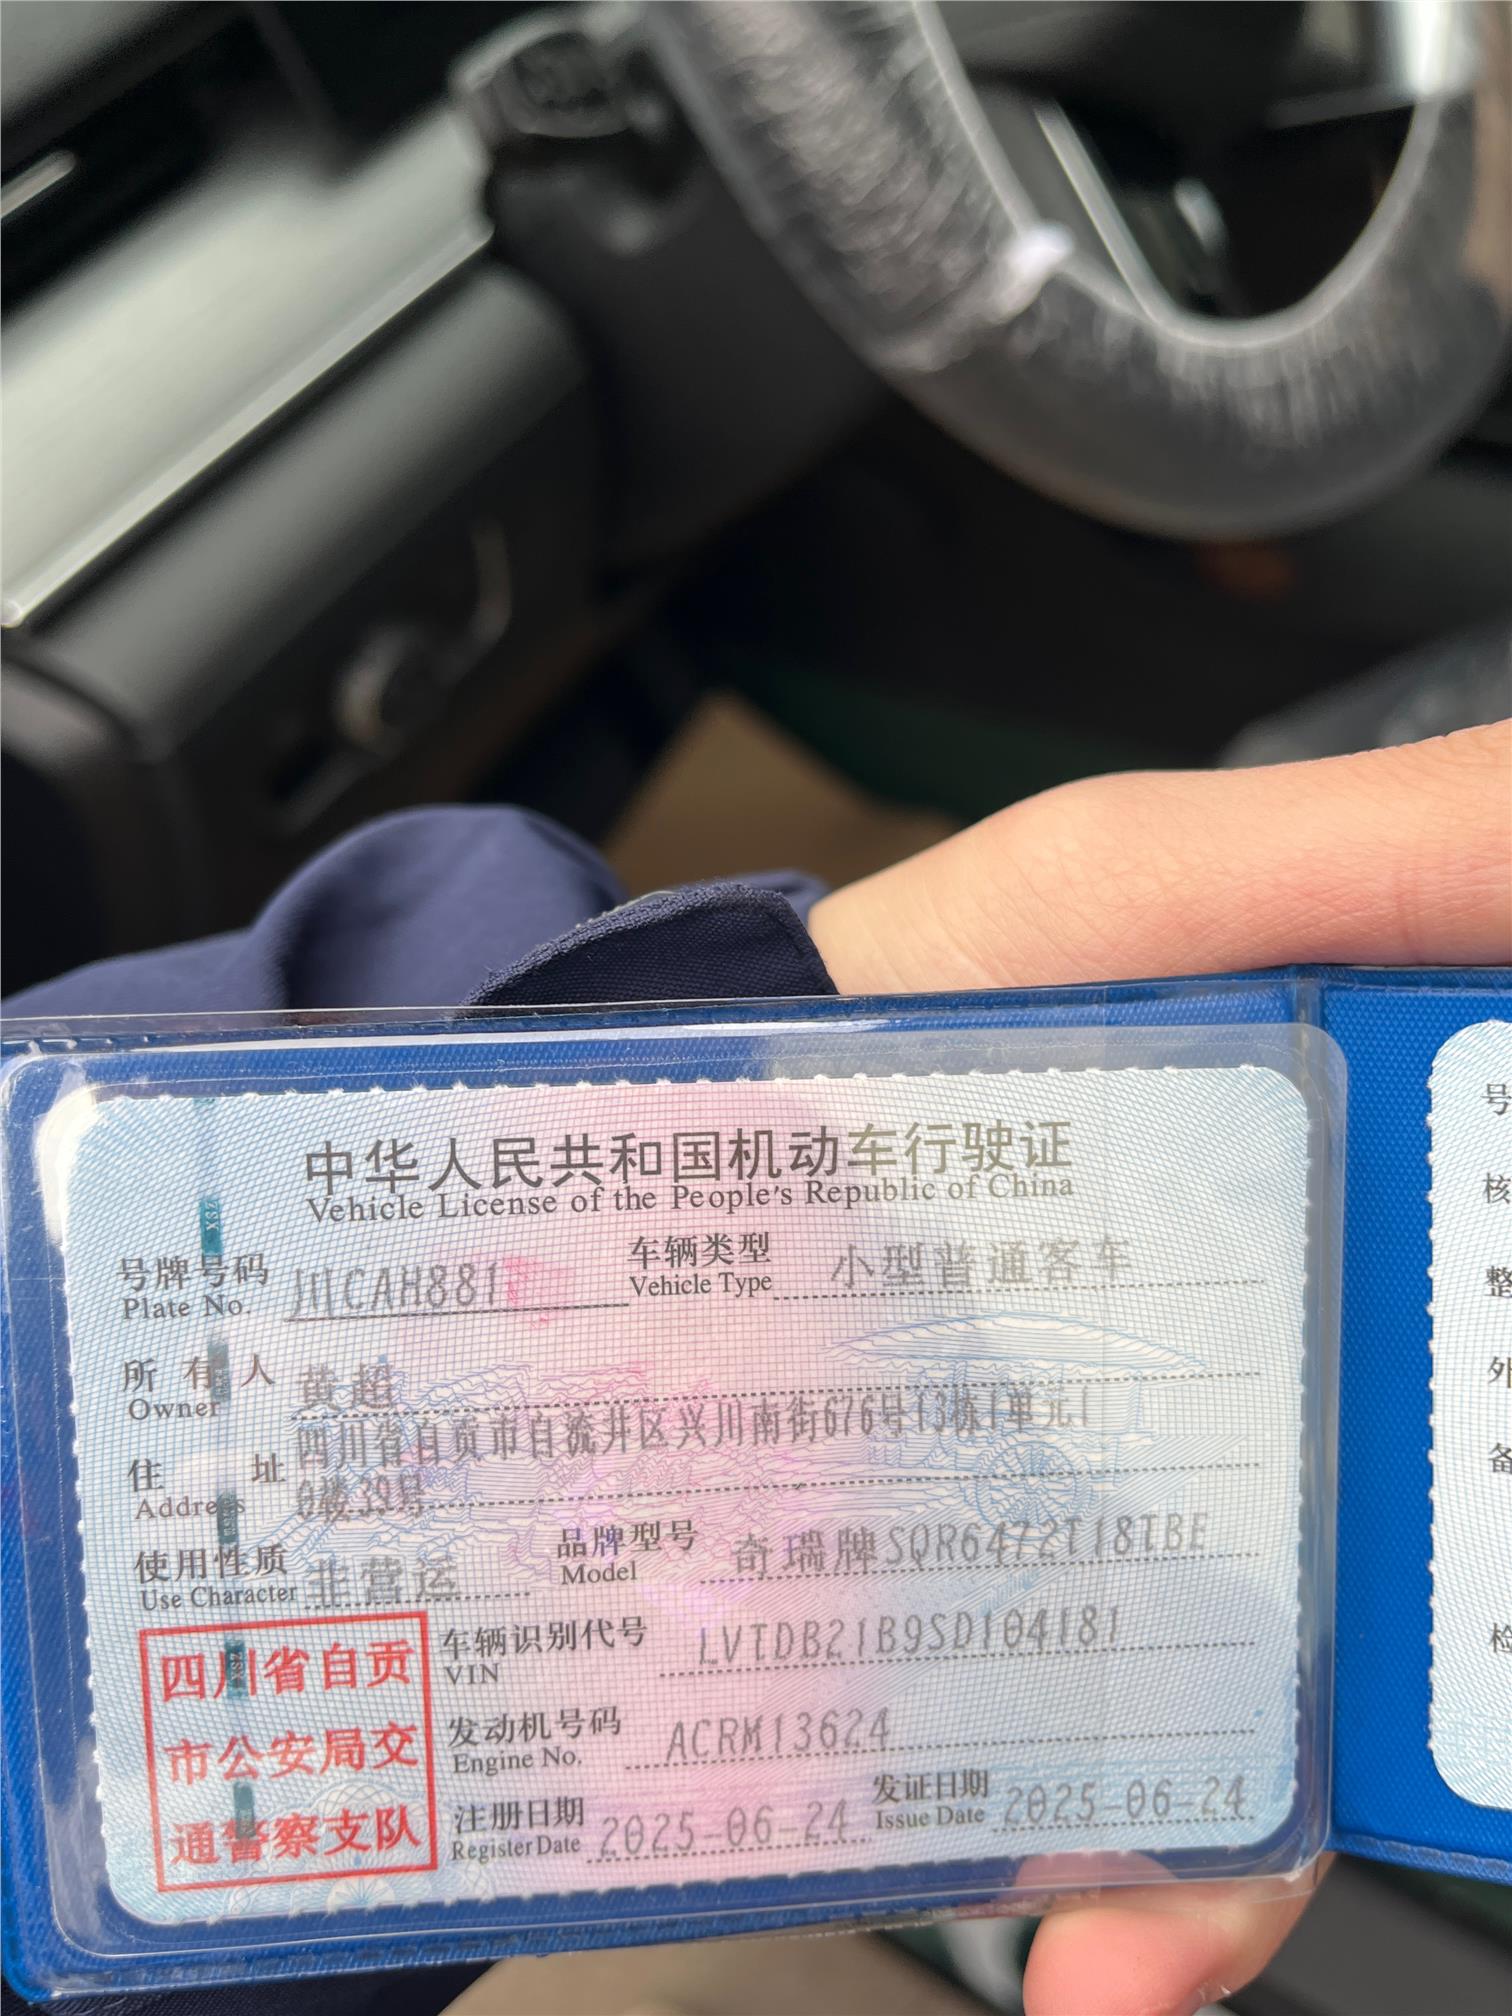 中华人民共和国机动车行驶证
Vehicle License of the People's Republic of China
号牌号码 川CAH881 车辆类型 小型普通客车
Plate No. Vehicle Type
所有人 黄超
Owner
住址 四川省自贡市自流井区兴川南街676号13栋1单元1
Address 0楼39号
使用性质 非营运 品牌型号 奇瑞牌SQR6472T18TBE
Use Character Model
四川省自贡
市公安局交
通警察支队
车辆识别代号 LVTDB21B9SD104181
VIN
发动机号码 ACRM13624
Engine No.
注册日期 2025-06-24 发证日期 2025-06-24
Register Date Issue Date
号
核
整
外
备
检